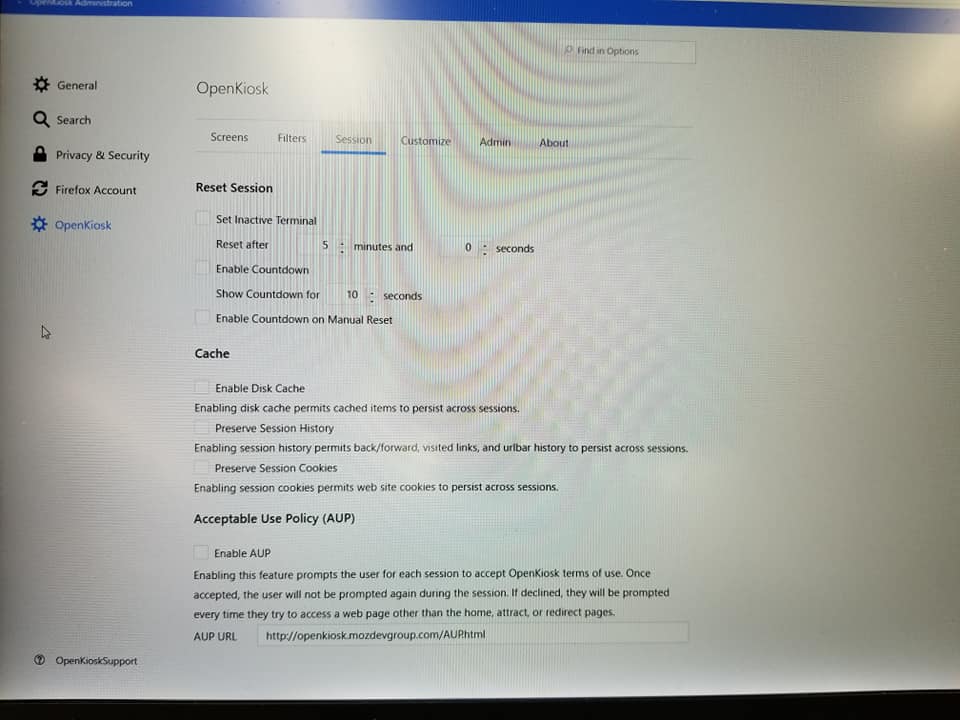 OpenKiosk Administration
Find in Options
General
Search
Privacy & Security
Firefox Account
OpenKiosk
OpenKiosk
Screens Filters Session Customize Admin About
Reset Session
Set Inactive Terminal
Reset after 5 minutes and 0 seconds
Enable Countdown
Show Countdown for 10 seconds
Enable Countdown on Manual Reset
Cache
Enable Disk Cache
Enabling disk cache permits cached items to persist across sessions.
Preserve Session History
Enabling session history permits back/forward, visited links, and urlbar history to persist across sessions.
Preserve Session Cookies
Enabling session cookies permits web site cookies to persist across sessions.
Acceptable Use Policy (AUP)
Enable AUP
Enabling this feature prompts the user for each session to accept OpenKiosk terms of use. Once
accepted, the user will not be prompted again during the session. If declined, they will be prompted
every time they try to access a web page other than the home, attract, or redirect pages.
AUP URL http://openkiosk.mozdevgroup.com/AUP.html
OpenKioskSupport